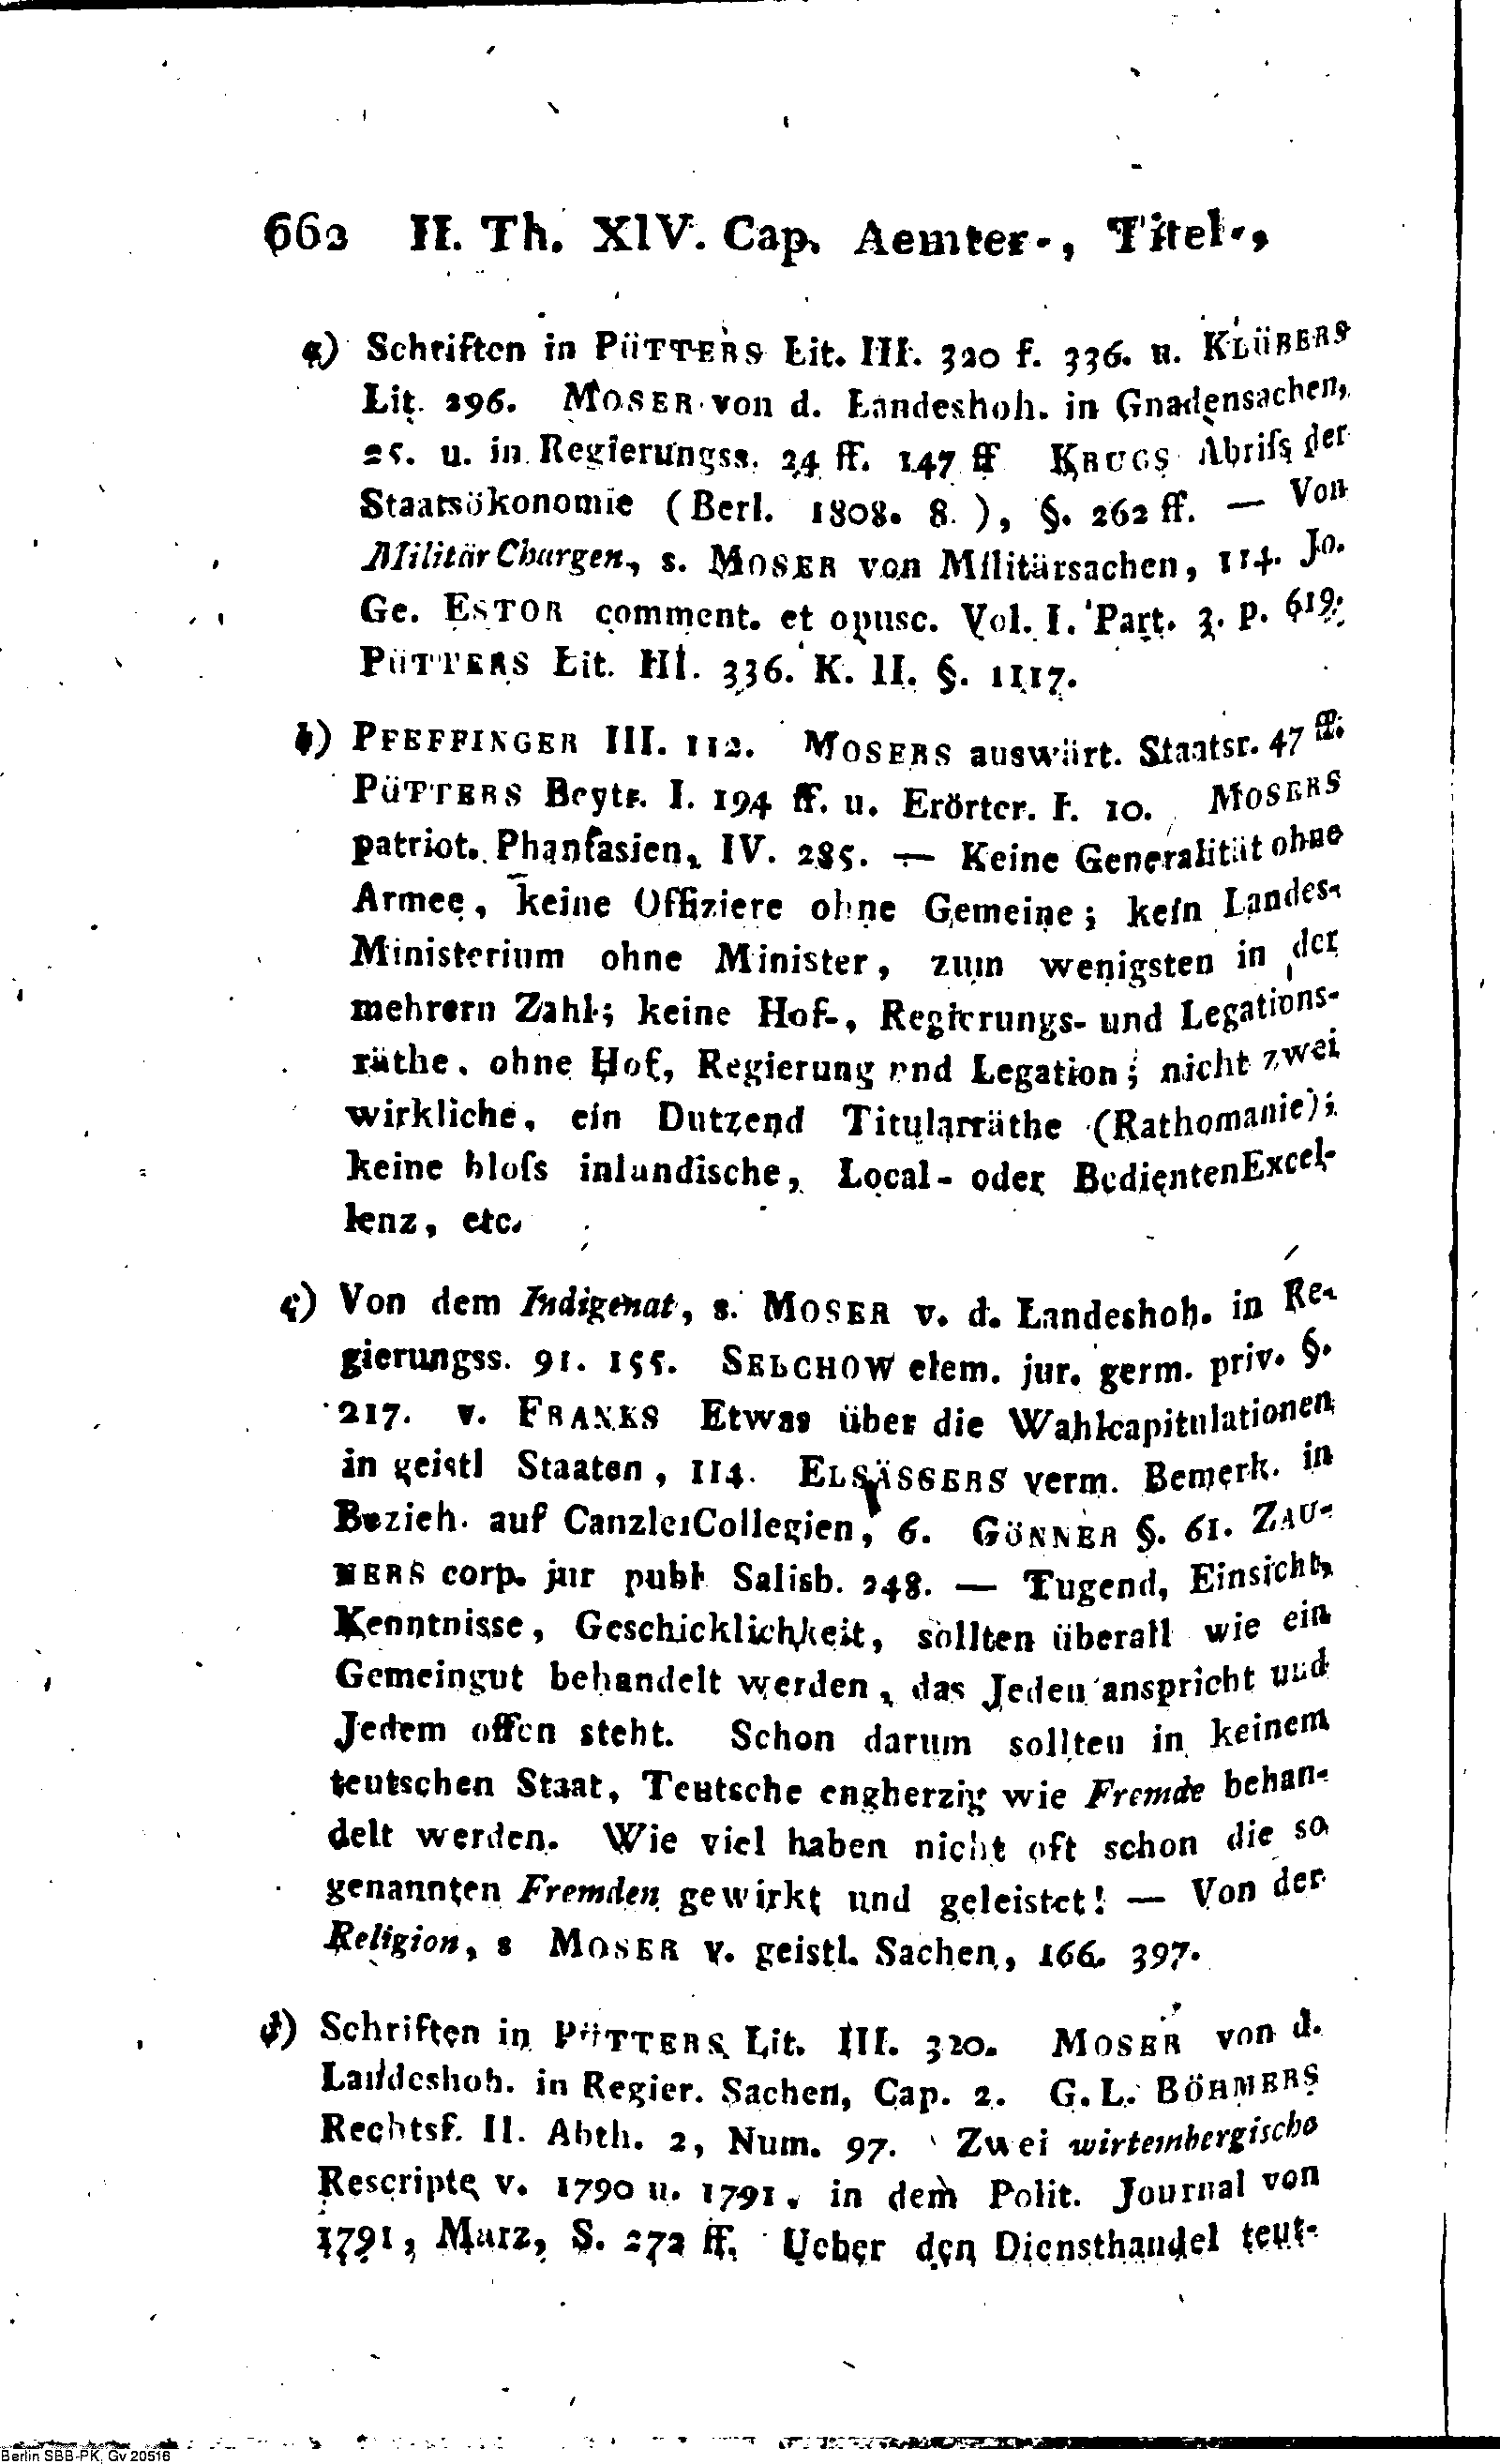 662 II. Th. XIV. Cap. Aemter-, Titel-,
a) Schriften in PÜTTERS Lit. III. 320 f. 336. u. KLÜBERS
Lit. 296. MOSER von d. Landeshoh. in Gnadensachen,
25. u. in Regierungss. 24 ff. 147 ff KRUGS Abriſs der
Staatsökonomie (Berl. 1808. 8.), §. 262 ff. — Von
MilitärChargen, s. MOSER von Militärsachen, 114. Jo.
Ge. ESTOR comment. et opusc. Vol. I. Part. 3. p. 619.
PÜTTERS Lit. III. 336. K. II. §. 1117.
b) PFEFFINGER III. 112. MOSERS auswärt. Staatsr. 47 ff.
PÜTTERS Beytr. I. 194 ff. u. Erörter. I. 10. MOSERS
patriot. Phantasien, IV. 285. — Keine Generalität ohne
Armee, keine Offiziere ohne Gemeine; kein Landes-
Ministerium ohne Minister, zum wenigsten in der
mehrern Zahl; keine Hof-, Regierungs- und Legations-
räthe, ohne Hof, Regierung und Legation; nicht zwei
wirkliche, ein Dutzend Titularräthe (Rathomanie);
keine bloſs inlandische, Local- oder BedientenExcel-
lenz, etc.
c) Von dem Indigenat, s. MOSER v. d. Landeshoh. in Re-
gierungss. 91. 155. SELCHOW elem. jur. germ. priv. §.
217. v. FRANKS Etwas über die Wahlcapitulationen
in geistl Staaten, 114. ELSÄSSERS verm. Bemerk. in
Bezieh. auf CanzleiCollegien, 6. GÖNNER §. 61. ZAU-
NERS corp. jur publ Salisb. 248. — Tugend, Einsicht,
Kenntnisse, Geschicklichkeit, sollten überall wie ein
Gemeingut behandelt werden, das Jeden anspricht und
Jedem offen steht. Schon darum sollten in keinem
teutschen Staat, Teutsche engherzig wie Fremde behan-
delt werden. Wie viel haben nicht oft schon die so
genannten Fremden gewirkt und geleistet! — Von der
Religion, s MOSER v. geistl. Sachen, 166. 397.
d) Schriften in PÜTTERS Lit. III. 320. MOSER von d.
Landeshoh. in Regier. Sachen, Cap. 2. G. L. BÖHMERS
Rechtsf. II. Abth. 2, Num. 97. Zwei wirtembergische
Rescripte v. 1790 u. 1791. in dem Polit. Journal von
1791, Marz, S. 272 ff. Ueber den Diensthandel teut-
Berlin SBB-PK, Gv 20516